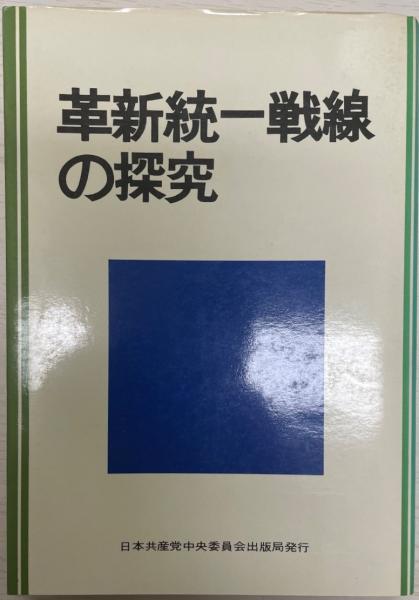 革新統一戦線
の探究
日本共産党中央委員会出版局発行